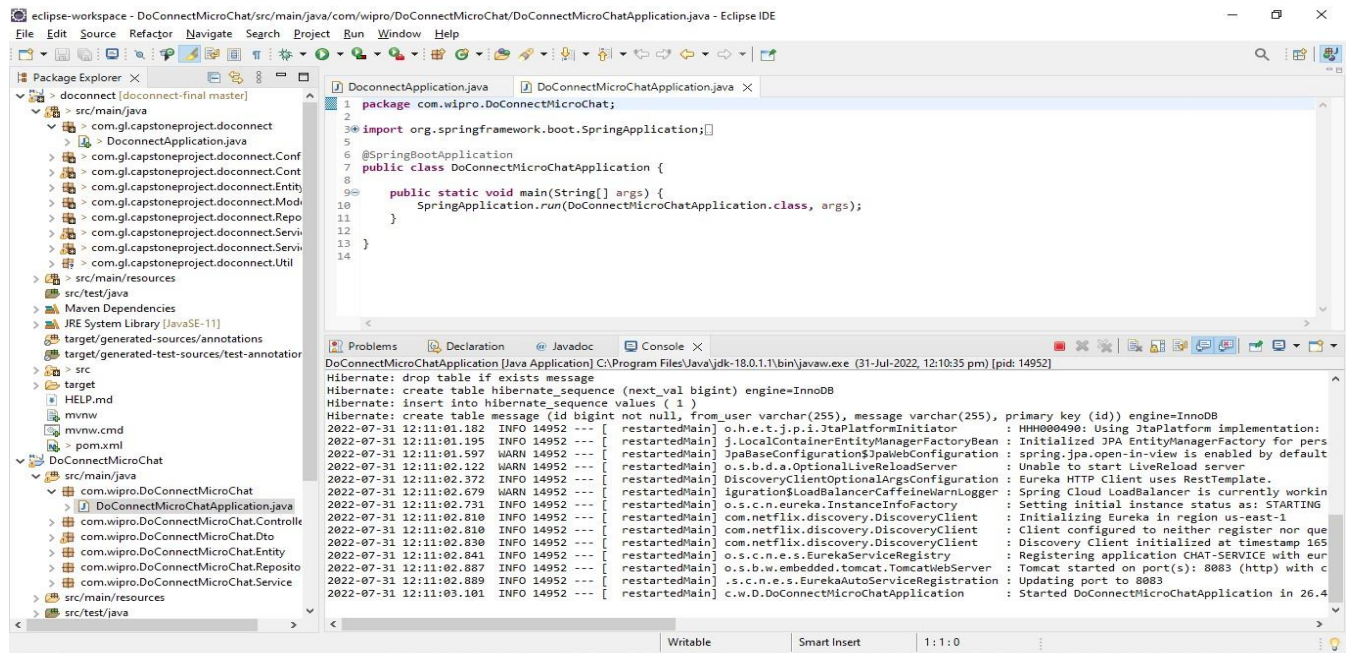 eclipse-workspace - DoConnectMicroChat/src/main/java/com/wipro/DoConnectMicroChat/DoConnectMicroChatApplication.java - Eclipse IDE
File Edit Source Refactor Navigate Search Project Run Window Help
Package Explorer
> doconnect [doconnect-final master]
> src/main/java
> com.gl.capstoneproject.doconnect
> DoconnectApplication.java
> com.gl.capstoneproject.doconnect.Conf
> com.gl.capstoneproject.doconnect.Cont
> com.gl.capstoneproject.doconnect.Entity
> com.gl.capstoneproject.doconnect.Mod
> com.gl.capstoneproject.doconnect.Repo
> com.gl.capstoneproject.doconnect.Servi
> com.gl.capstoneproject.doconnect.Servi
> com.gl.capstoneproject.doconnect.Util
> src/main/resources
src/test/java
Maven Dependencies
JRE System Library [JavaSE-11]
target/generated-sources/annotations
target/generated-test-sources/test-annotation
> src
target
HELP.md
mvnw
mvnw.cmd
> pom.xml
DoConnectMicroChat
src/main/java
com.wipro.DoConnectMicroChat
DoConnectMicroChatApplication.java
com.wipro.DoConnectMicroChat.Controlle
com.wipro.DoConnectMicroChat.Dto
com.wipro.DoConnectMicroChat.Entity
com.wipro.DoConnectMicroChat.Reposito
com.wipro.DoConnectMicroChat.Service
src/main/resources
src/test/java
DoconnectApplication.java DoConnectMicroChatApplication.java
1 package com.wipro.DoConnectMicroChat;
2
3 import org.springframework.boot.SpringApplication;
5
6 @SpringBootApplication
7 public class DoConnectMicroChatApplication {
8
9 public static void main(String[] args) {
10 SpringApplication.run(DoConnectMicroChatApplication.class, args);
11 }
12
13 }
14
Problems Declaration @ Javadoc Console
DoConnectMicroChatApplication [Java Application] C:\Program Files\Java\jdk-18.0.1.1\bin\javaw.exe (31-Jul-2022, 12:10:35 pm) [pid: 14952]
Hibernate: drop table if exists message
Hibernate: create table hibernate_sequence (next_val bigint) engine=InnoDB
Hibernate: insert into hibernate_sequence values ( 1 )
Hibernate: create table message (id bigint not null, from_user varchar(255), message varchar(255), primary key (id)) engine=InnoDB
2022-07-31 12:11:01.182 INFO 14952 --- [ restartedMain] o.h.e.t.j.p.i.JtaPlatformInitiator : HHH000490: Using JtaPlatform implementation:
2022-07-31 12:11:01.195 INFO 14952 --- [ restartedMain] j.LocalContainerEntityManagerFactoryBean : Initialized JPA EntityManagerFactory for pers
2022-07-31 12:11:01.597 WARN 14952 --- [ restartedMain] JpaBaseConfiguration$JpaWebConfiguration : spring.jpa.open-in-view is enabled by default
2022-07-31 12:11:02.122 WARN 14952 --- [ restartedMain] o.s.b.d.a.OptionalLiveReloadServer : Unable to start LiveReload server
2022-07-31 12:11:02.372 INFO 14952 --- [ restartedMain] DiscoveryClientOptionalArgsConfiguration : Eureka HTTP Client uses RestTemplate.
2022-07-31 12:11:02.679 WARN 14952 --- [ restartedMain] iguration$LoadBalancerCaffeineWarnLogger : Spring Cloud LoadBalancer is currently workin
2022-07-31 12:11:02.731 INFO 14952 --- [ restartedMain] o.s.c.n.eureka.InstanceInfoFactory : Setting initial instance status as: STARTING
2022-07-31 12:11:02.810 INFO 14952 --- [ restartedMain] com.netflix.discovery.DiscoveryClient : Initializing Eureka in region us-east-1
2022-07-31 12:11:02.810 INFO 14952 --- [ restartedMain] com.netflix.discovery.DiscoveryClient : Client configured to neither register nor que
2022-07-31 12:11:02.830 INFO 14952 --- [ restartedMain] com.netflix.discovery.DiscoveryClient : Discovery Client initialized at timestamp 165
2022-07-31 12:11:02.841 INFO 14952 --- [ restartedMain] o.s.c.n.e.s.EurekaServiceRegistry : Registering application CHAT-SERVICE with eur
2022-07-31 12:11:02.887 INFO 14952 --- [ restartedMain] o.s.b.w.embedded.tomcat.TomcatWebServer : Tomcat started on port(s): 8083 (http) with c
2022-07-31 12:11:02.889 INFO 14952 --- [ restartedMain] .s.c.n.e.s.EurekaAutoServiceRegistration : Updating port to 8083
2022-07-31 12:11:03.101 INFO 14952 --- [ restartedMain] c.w.D.DoConnectMicroChatApplication : Started DoConnectMicroChatApplication in 26.4
Writable Smart Insert 1:1:0